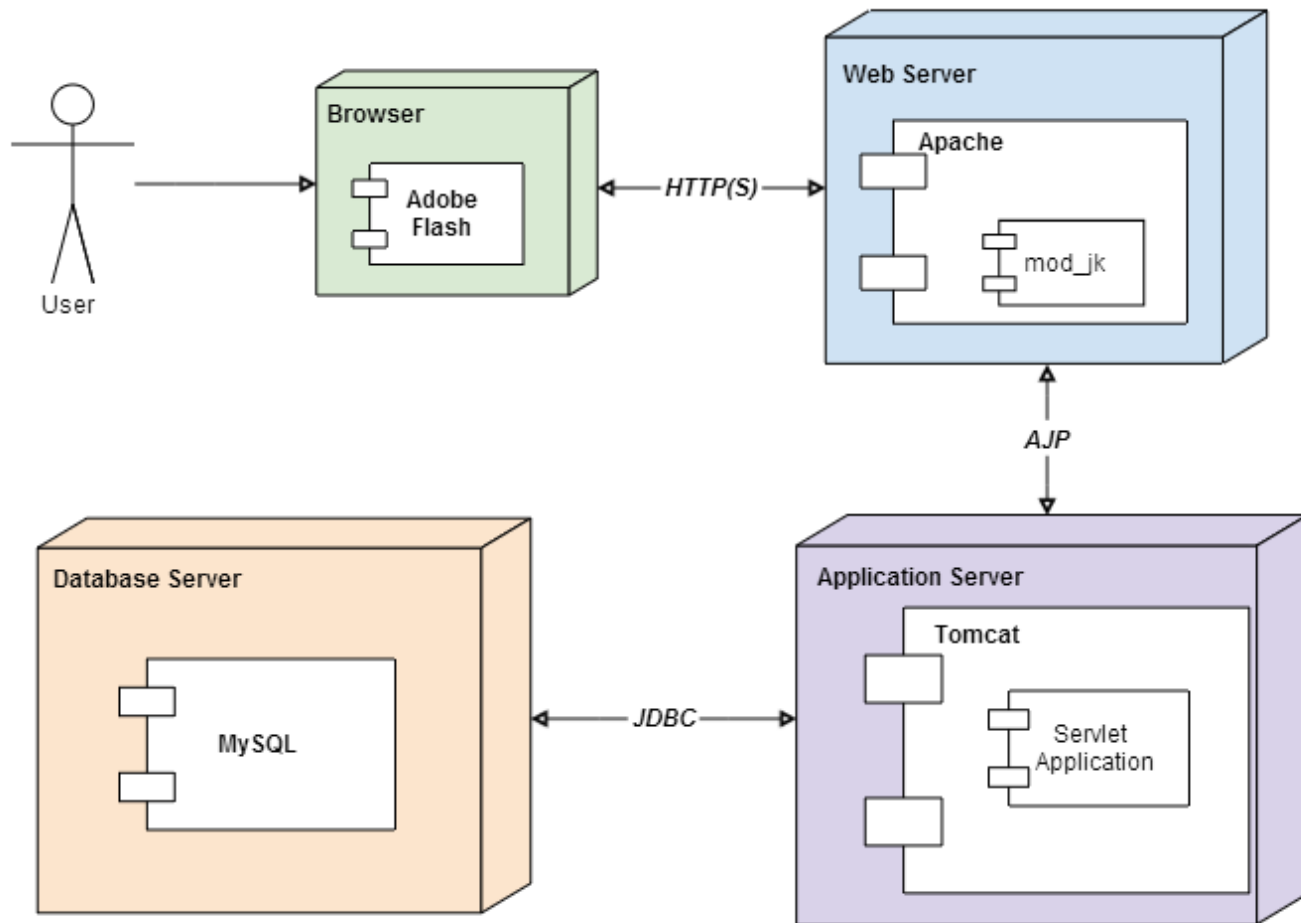 Web Server
Browser
Apache
Adobe
Flash
HTTP(S)
mod_jk
User
AJP
Database Server
Application Server
Tomcat
MySQL
JDBC
Servlet
Application